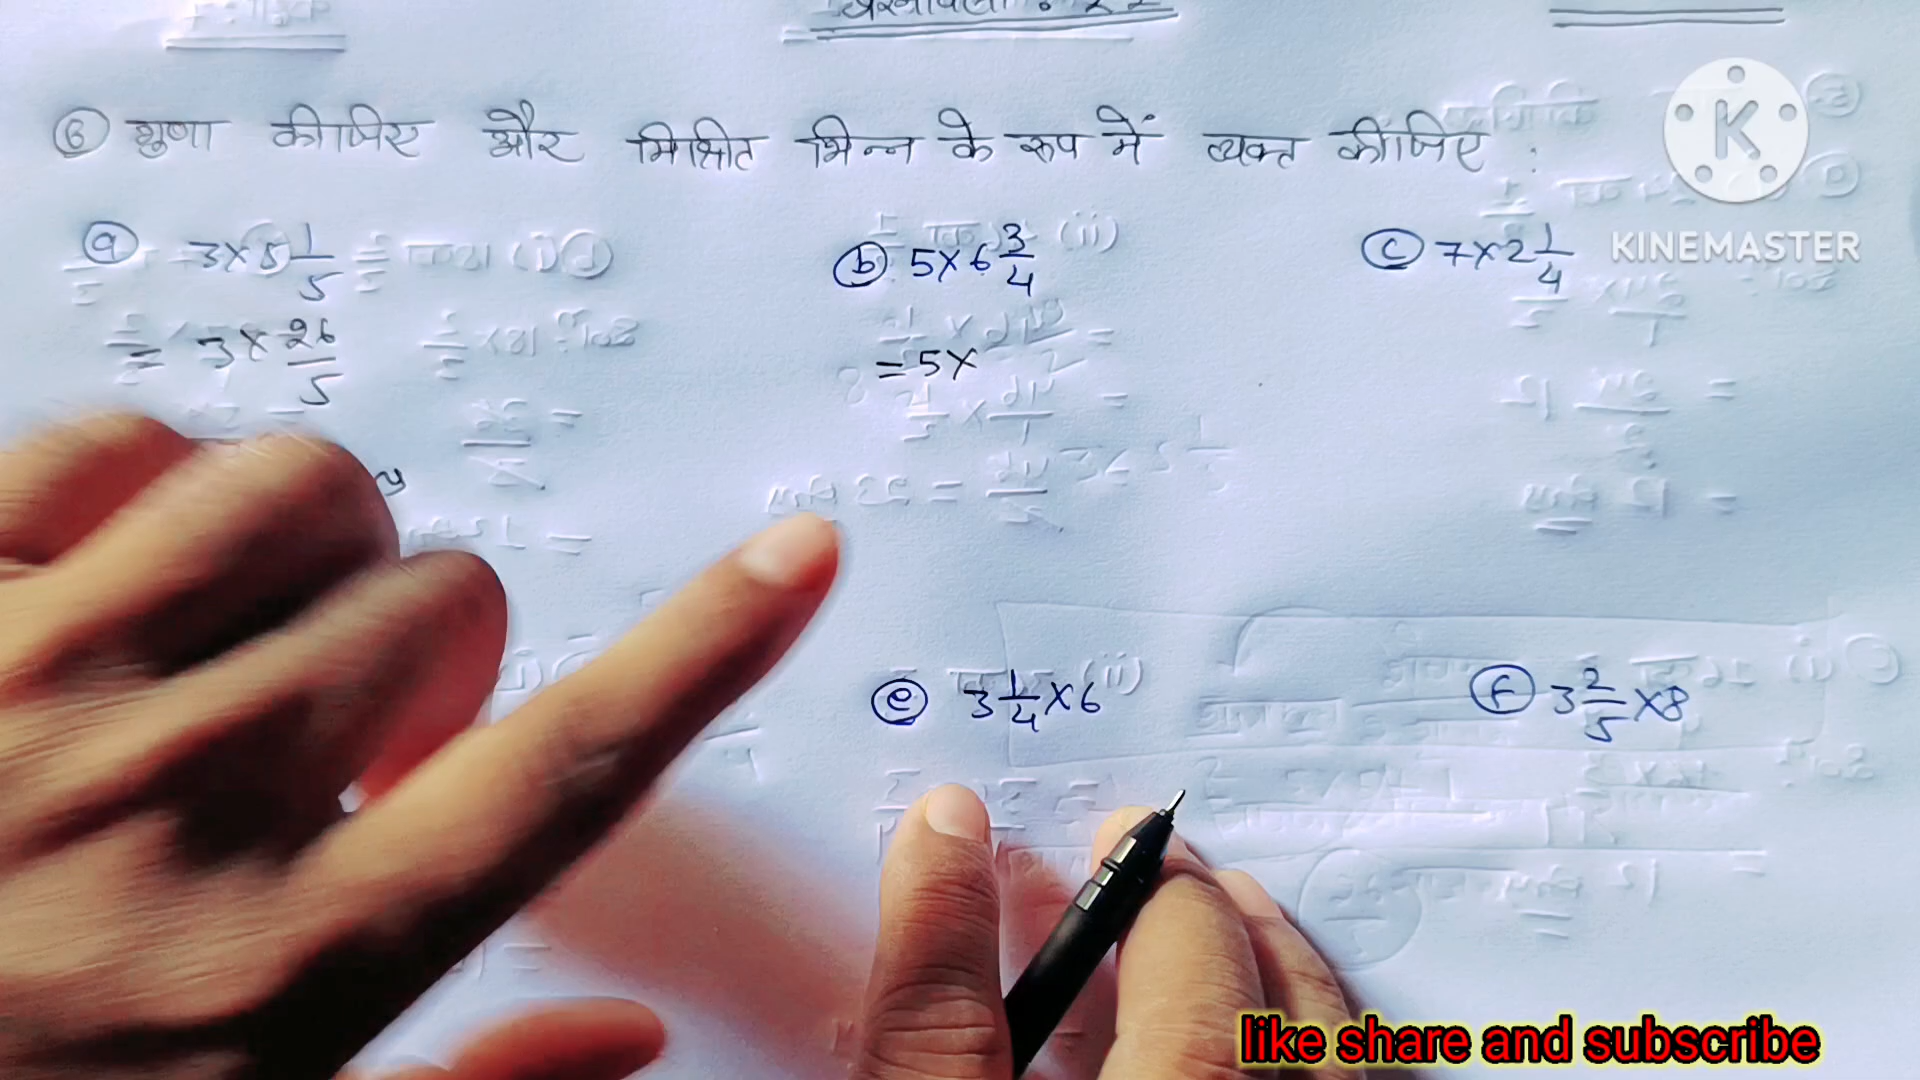 6 गुणा कीजिए और मिश्रित भिन्न के रूप में व्यक्त कीजिए :
a 3×5 1/5
b 5×6 3/4
c 7×2 1/4
= 3×26/5
= 5×
e 3 1/4 ×6
f 3 2/5 ×8
KINEMASTER
like share and subscribe